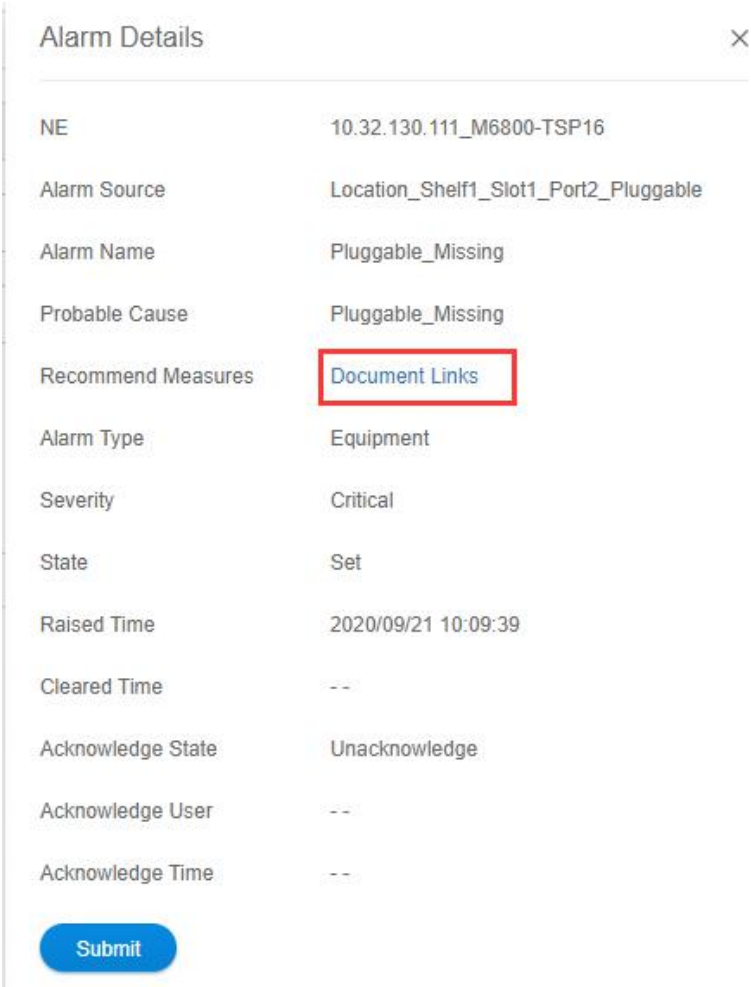 Alarm Details
NE 10.32.130.111_M6800-TSP16
Alarm Source Location_Shelf1_Slot1_Port2_Pluggable
Alarm Name Pluggable_Missing
Probable Cause Pluggable_Missing
Recommend Measures Document Links
Alarm Type Equipment
Severity Critical
State Set
Raised Time 2020/09/21 10:09:39
Cleared Time - -
Acknowledge State Unacknowledge
Acknowledge User - -
Acknowledge Time - -
Submit